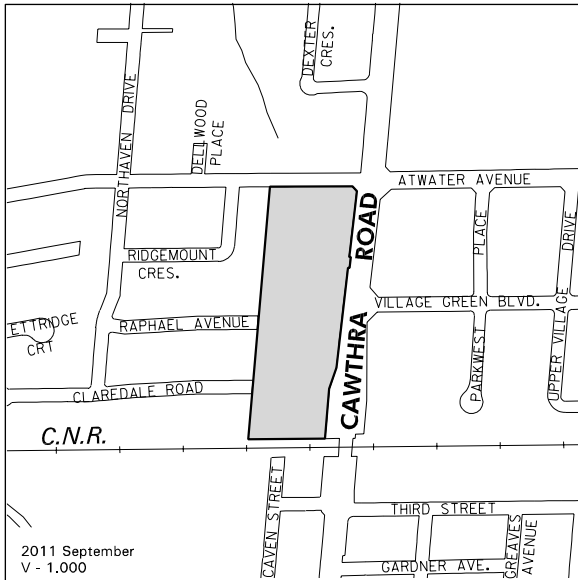 DEXTER
CRES.
NORTHAVEN DRIVE
DELLWOOD
PLACE
ATWATER AVENUE
CAWTHRA ROAD
RIDGEMOUNT
CRES.
PLACE
PARKWEST
UPPER VILLAGE DRIVE
VILLAGE GREEN BLVD.
ETTRIDGE
CRT
RAPHAEL AVENUE
CLAREDALE ROAD
C.N.R.
CAVEN STREET
THIRD STREET
GREAVES
AVENUE
GARDNER AVE.
2011 September
V - 1.000